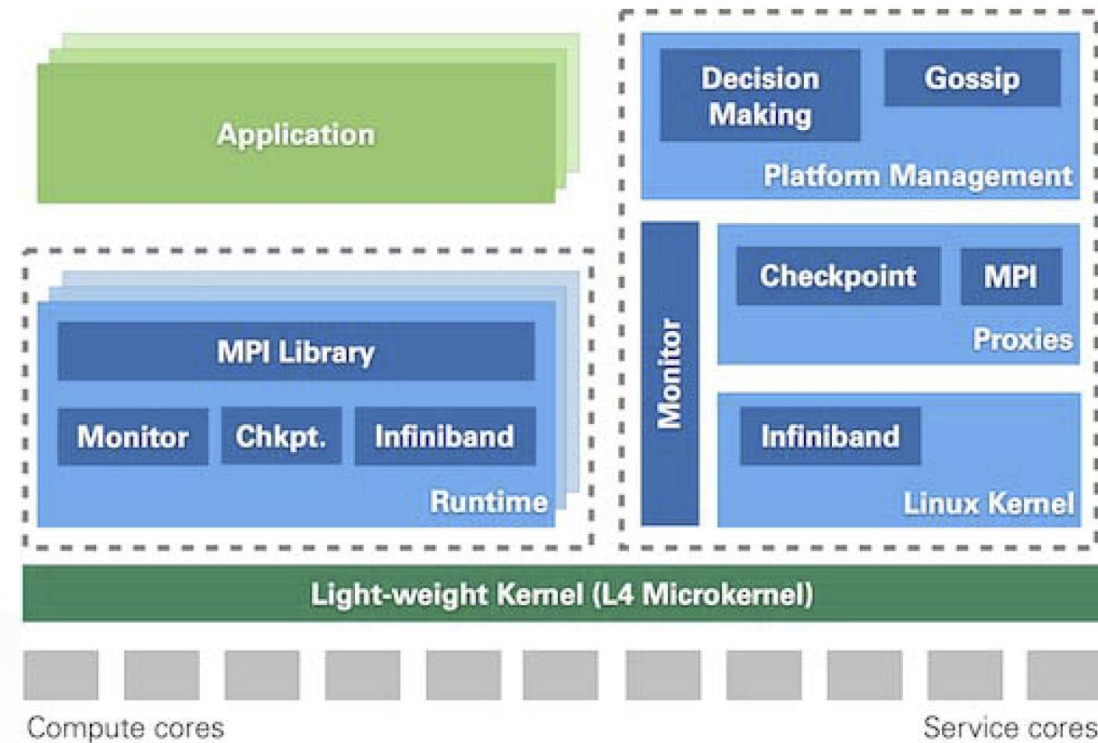 Application
MPI Library
Monitor
Chkpt.
Infiniband
Runtime
Decision
Making
Gossip
Platform Management
Monitor
Checkpoint
MPI
Proxies
Infiniband
Linux Kernel
Light-weight Kernel (L4 Microkernel)
Compute cores
Service cores